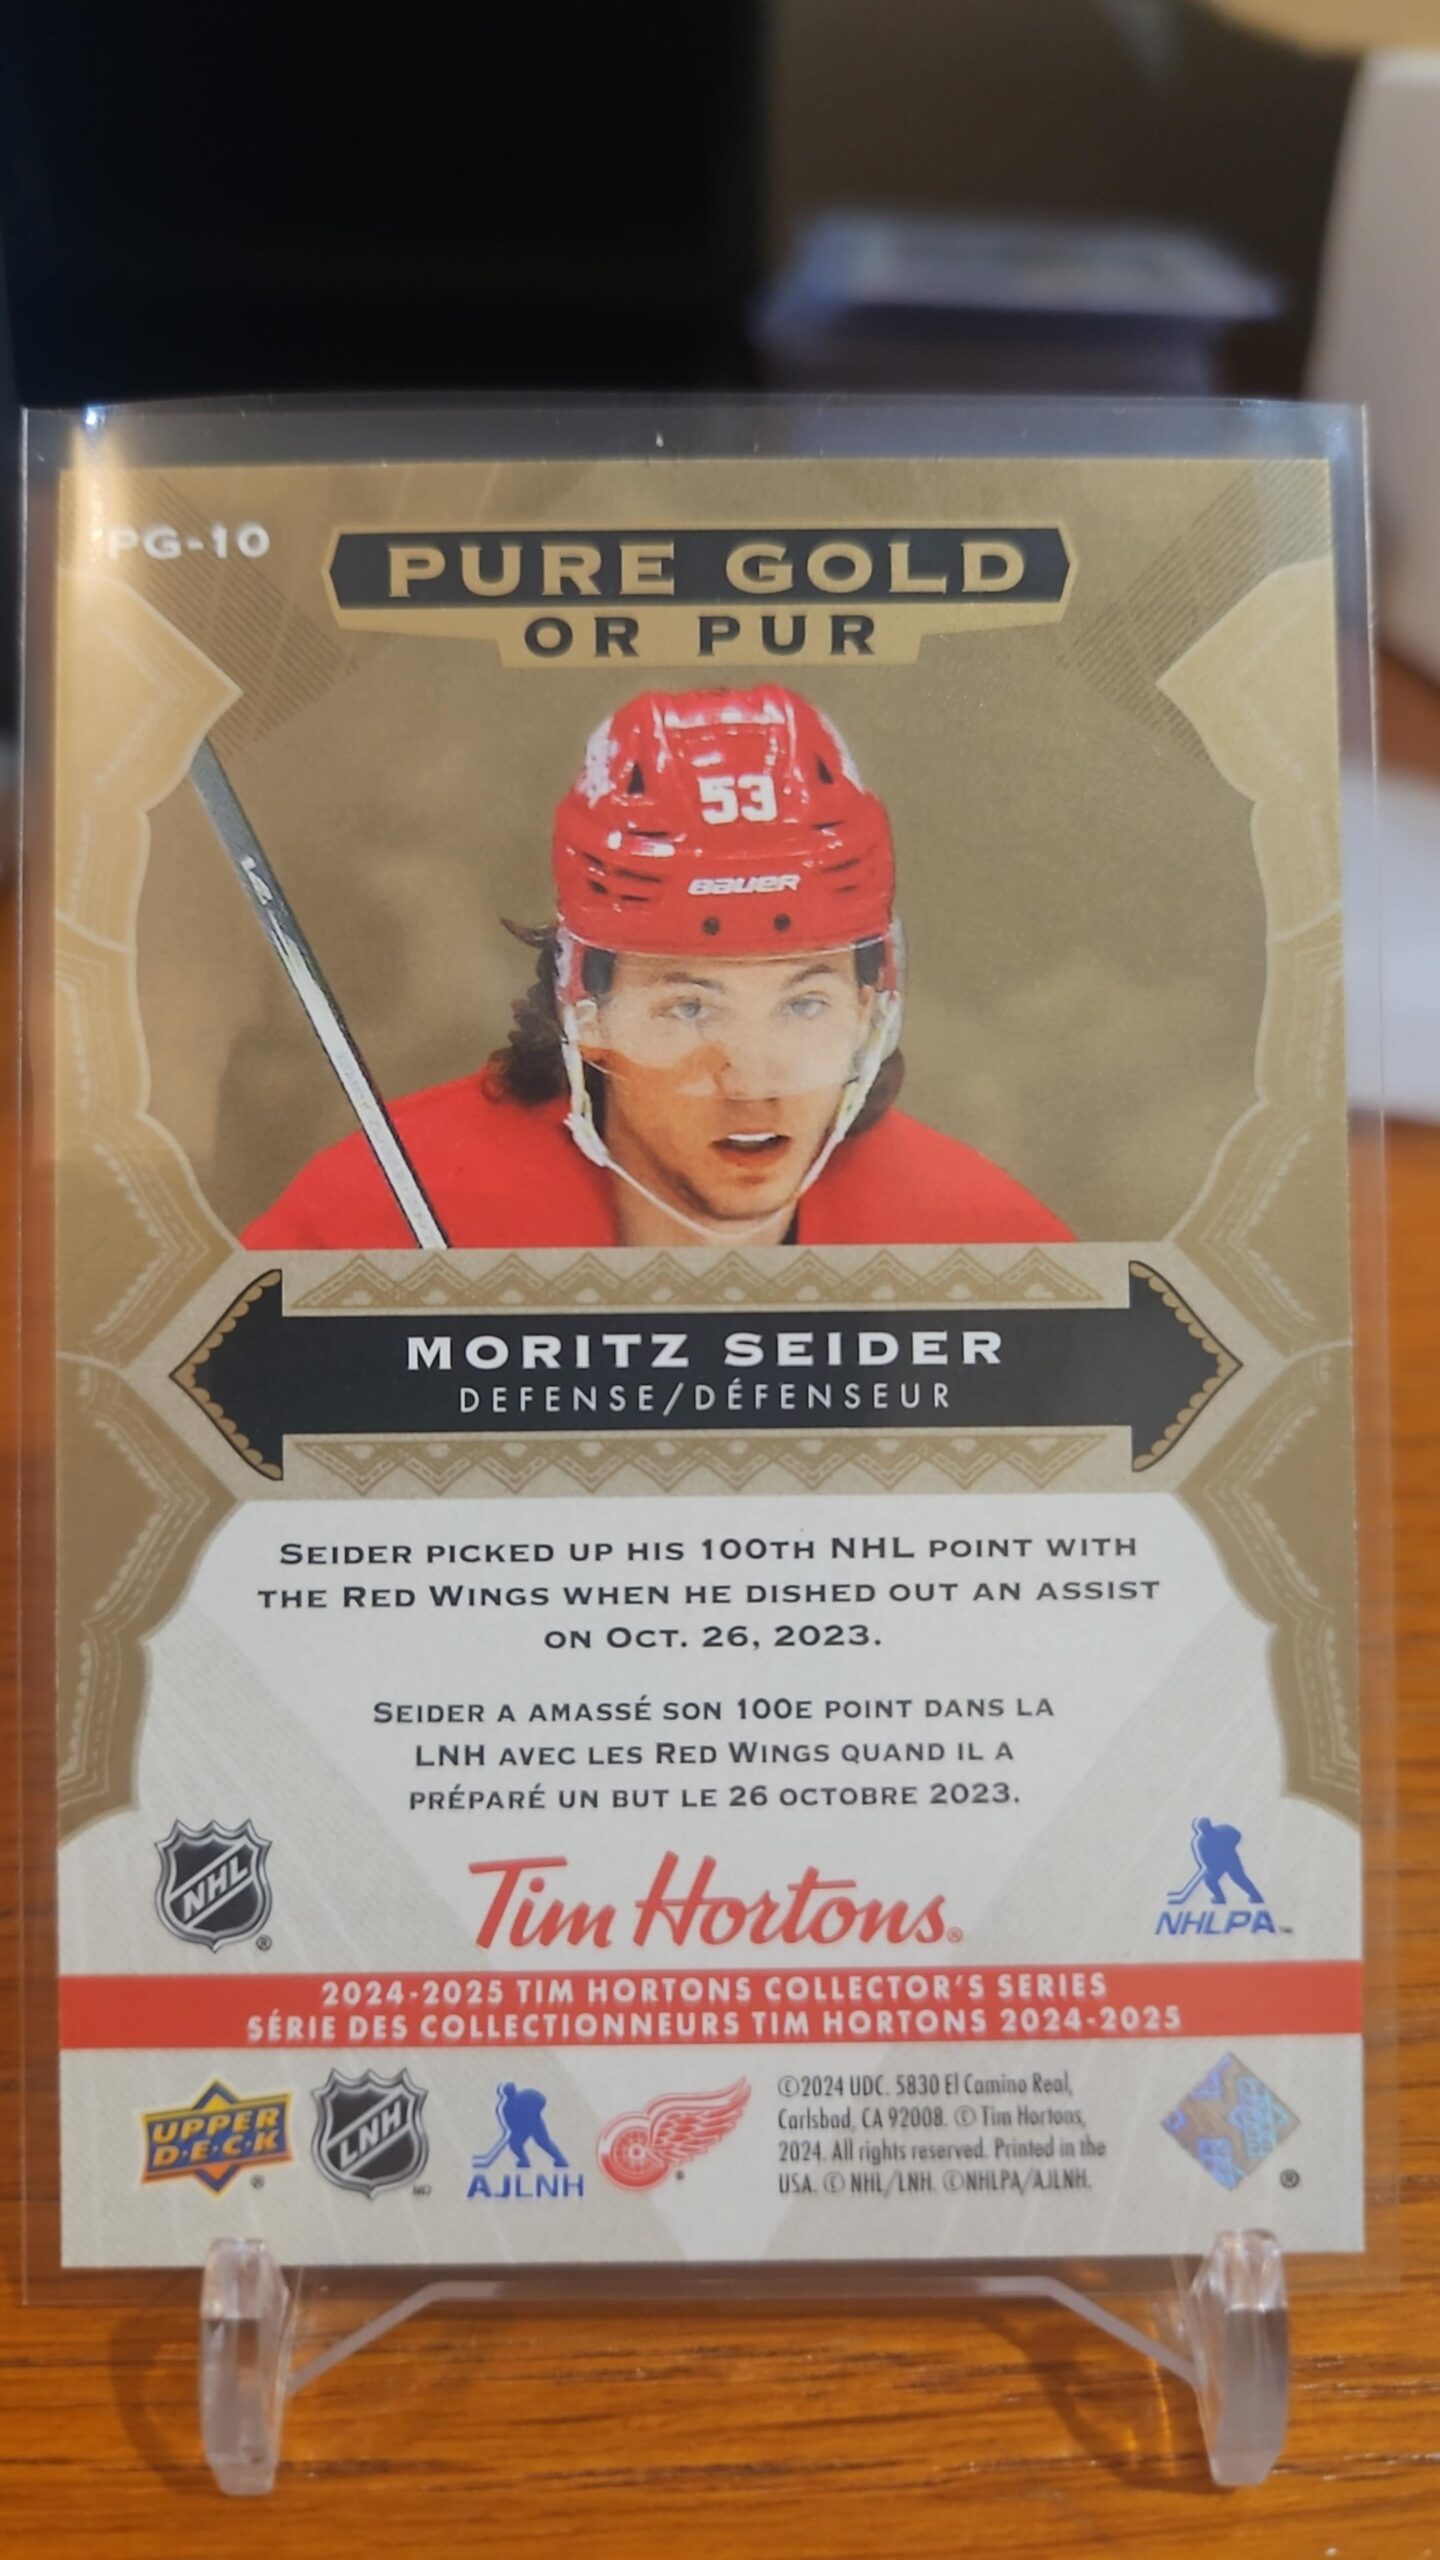 PG-10
PURE GOLD
OR PUR
53
BAUER
MORITZ SEIDER
DEFENSE/DÉFENSEUR
SEIDER PICKED UP HIS 100TH NHL POINT WITH
THE RED WINGS WHEN HE DISHED OUT AN ASSIST
ON OCT. 26, 2023.
SEIDER A AMASSÉ SON 100E POINT DANS LA
LNH AVEC LES RED WINGS QUAND IL A
PRÉPARÉ UN BUT LE 26 OCTOBRE 2023.
NHL ®
Tim Hortons®
NHLPA™
2024-2025 TIM HORTONS COLLECTOR'S SERIES
SÉRIE DES COLLECTIONNEURS TIM HORTONS 2024-2025
UPPER
D•E•C•K ®
LNH MD
AJLNH
©2024 UDC. 5830 El Camino Real,
Carlsbad, CA 92008. © Tim Hortons,
2024. All rights reserved. Printed in the
USA. © NHL/LNH. ©NHLPA/AJLNH.
®